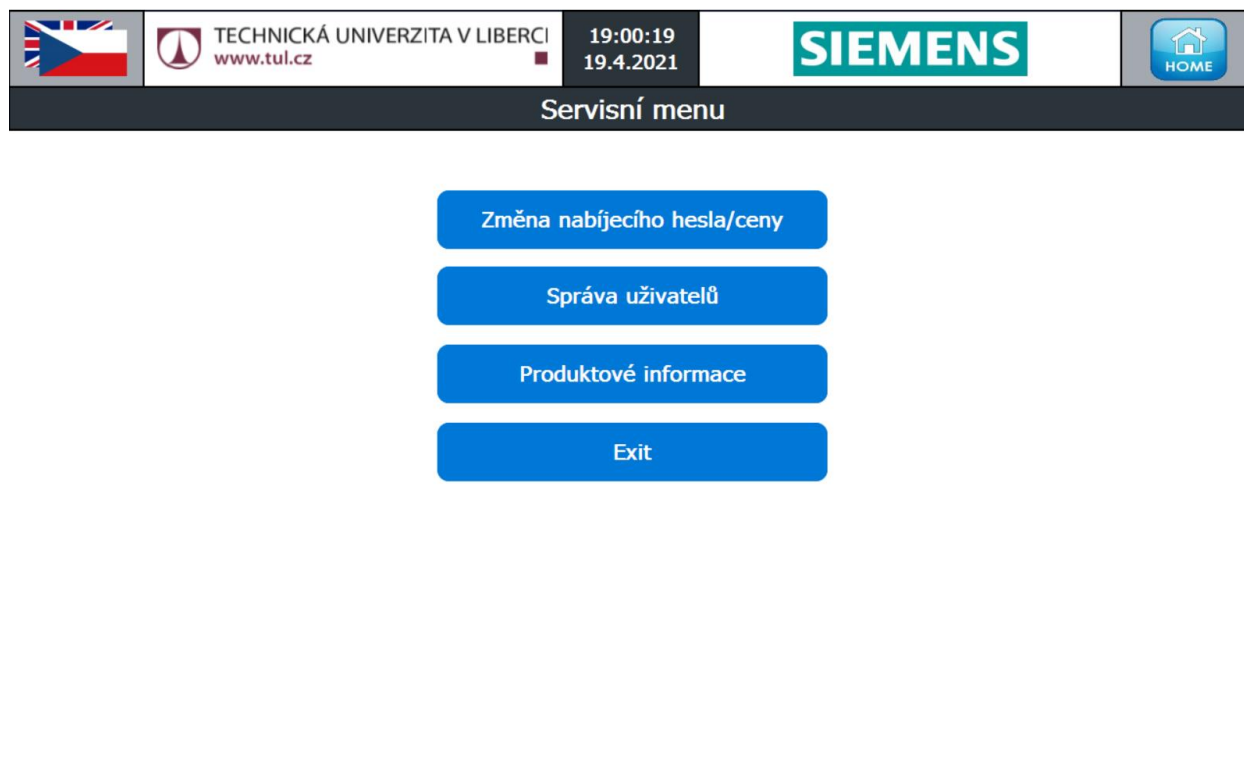 TECHNICKÁ UNIVERZITA V LIBERCI
www.tul.cz
19:00:19
19.4.2021
SIEMENS
HOME
Servisní menu
Změna nabíjecího hesla/ceny
Správa uživatelů
Produktové informace
Exit